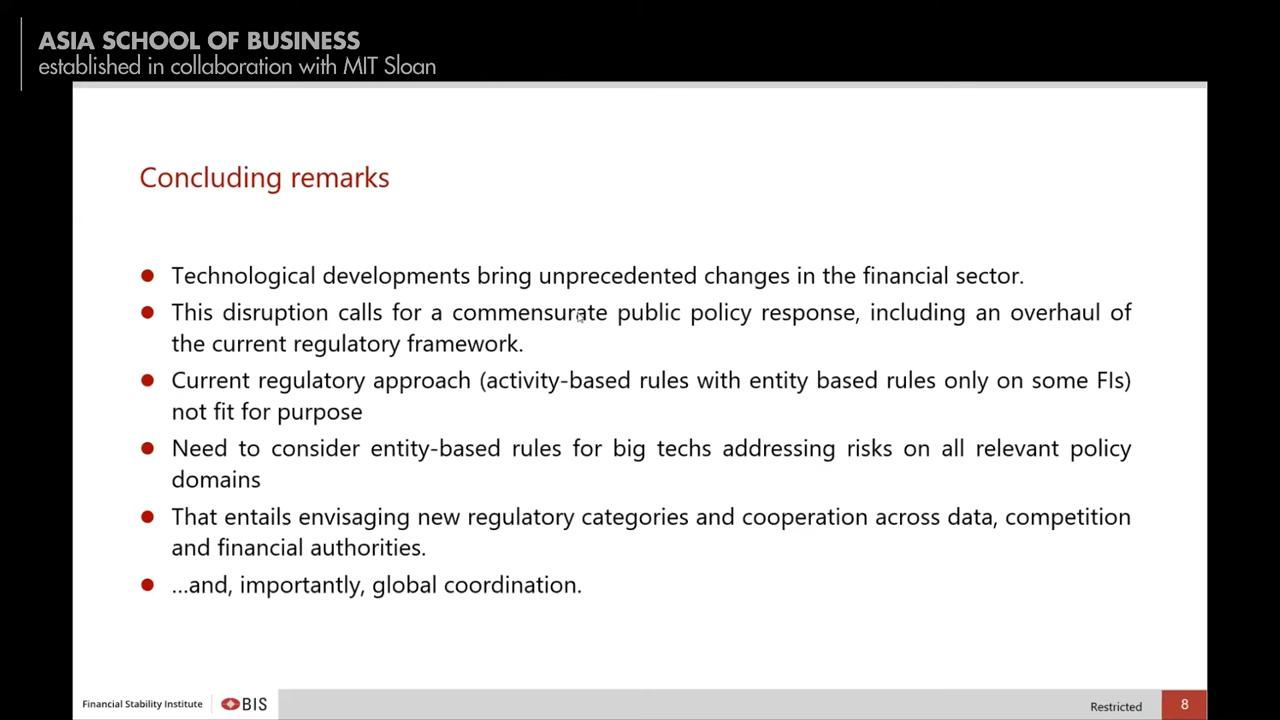 ASIA SCHOOL OF BUSINESS
established in collaboration with MIT Sloan
Concluding remarks
● Technological developments bring unprecedented changes in the financial sector.
● This disruption calls for a commensurate public policy response, including an overhaul of
the current regulatory framework.
● Current regulatory approach (activity-based rules with entity based rules only on some FIs)
not fit for purpose
● Need to consider entity-based rules for big techs addressing risks on all relevant policy
domains
● That entails envisaging new regulatory categories and cooperation across data, competition
and financial authorities.
● …and, importantly, global coordination.
Financial Stability Institute
BIS
Restricted
8